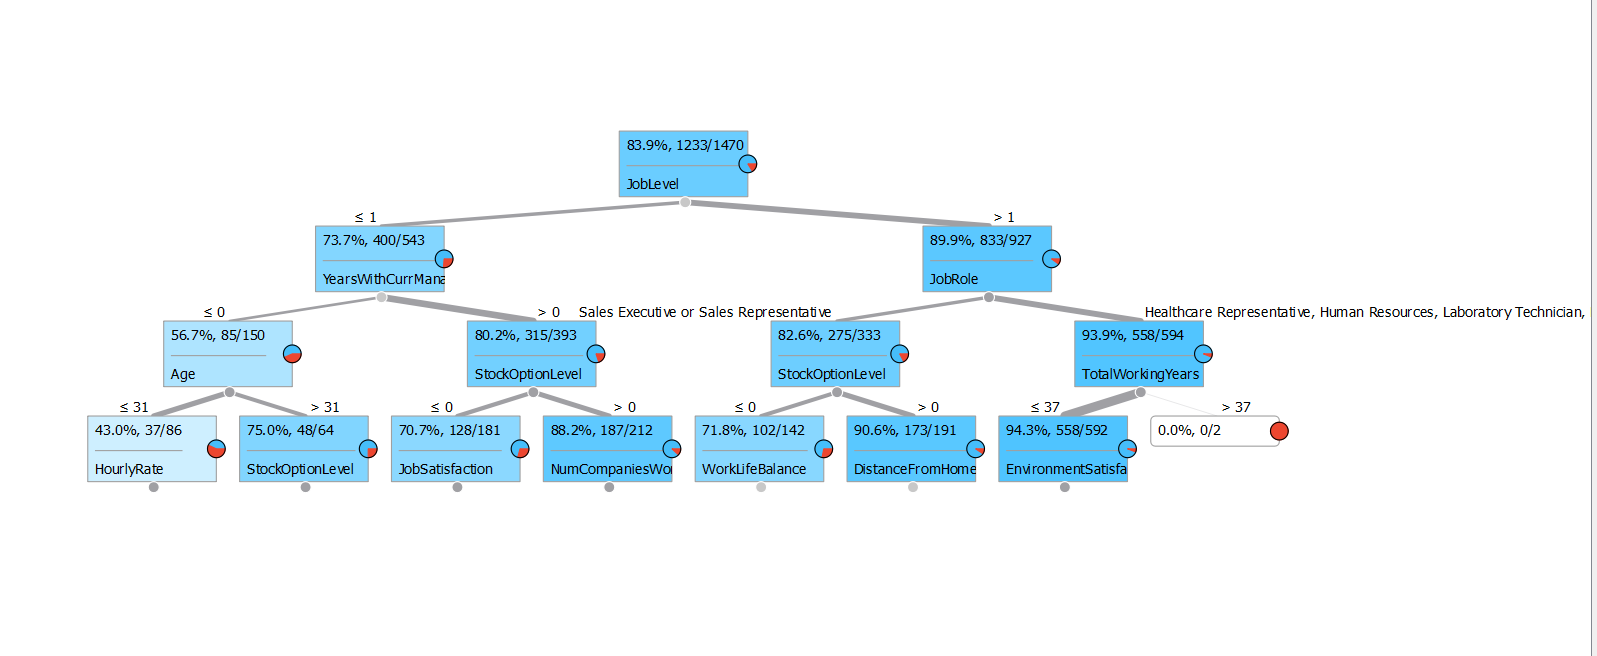 83.9%, 1233/1470
JobLevel
≤ 1
> 1
73.7%, 400/543
YearsWithCurrMana
89.9%, 833/927
JobRole
≤ 0
> 0
Sales Executive or Sales Representative
Healthcare Representative, Human Resources, Laboratory Technician,
56.7%, 85/150
Age
80.2%, 315/393
StockOptionLevel
82.6%, 275/333
StockOptionLevel
93.9%, 558/594
TotalWorkingYears
≤ 31
> 31
≤ 0
> 0
≤ 0
> 0
≤ 37
> 37
43.0%, 37/86
HourlyRate
75.0%, 48/64
StockOptionLevel
70.7%, 128/181
JobSatisfaction
88.2%, 187/212
NumCompaniesWo
71.8%, 102/142
WorkLifeBalance
90.6%, 173/191
DistanceFromHome
94.3%, 558/592
EnvironmentSatisfa
0.0%, 0/2